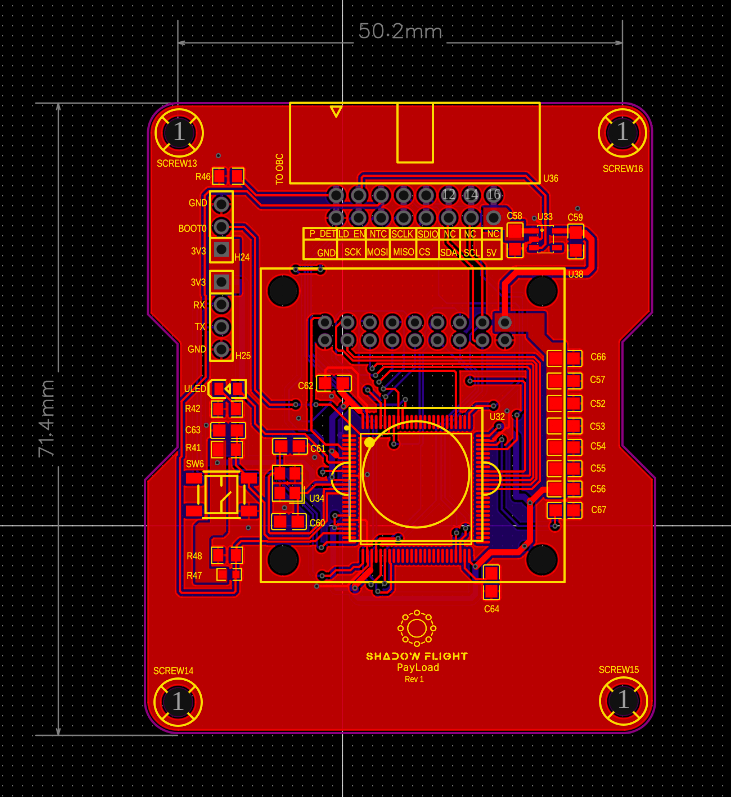 50.2mm
71.4mm
1
1
SCREW13
SCREW16
TO OBC
U36
R46
GND
BOOT0
3V3
H24
12 14 16
C58 U33 C59
P_DET LD_EN NTC SCLK SDIO NC NC NC
GND SCK MOSI MISO CS SDA SCL 5V
U38
3V3
RX
TX
GND
H25
C66
C57
C52
C53
C54
C55
C56
C67
C62
ULED
R42
C63
R41
SW6
U32
C61
U34
C60
R48
R47
C64
SHADOW FLIGHT
PayLoad
Rev 1
SCREW14
SCREW15
1
1